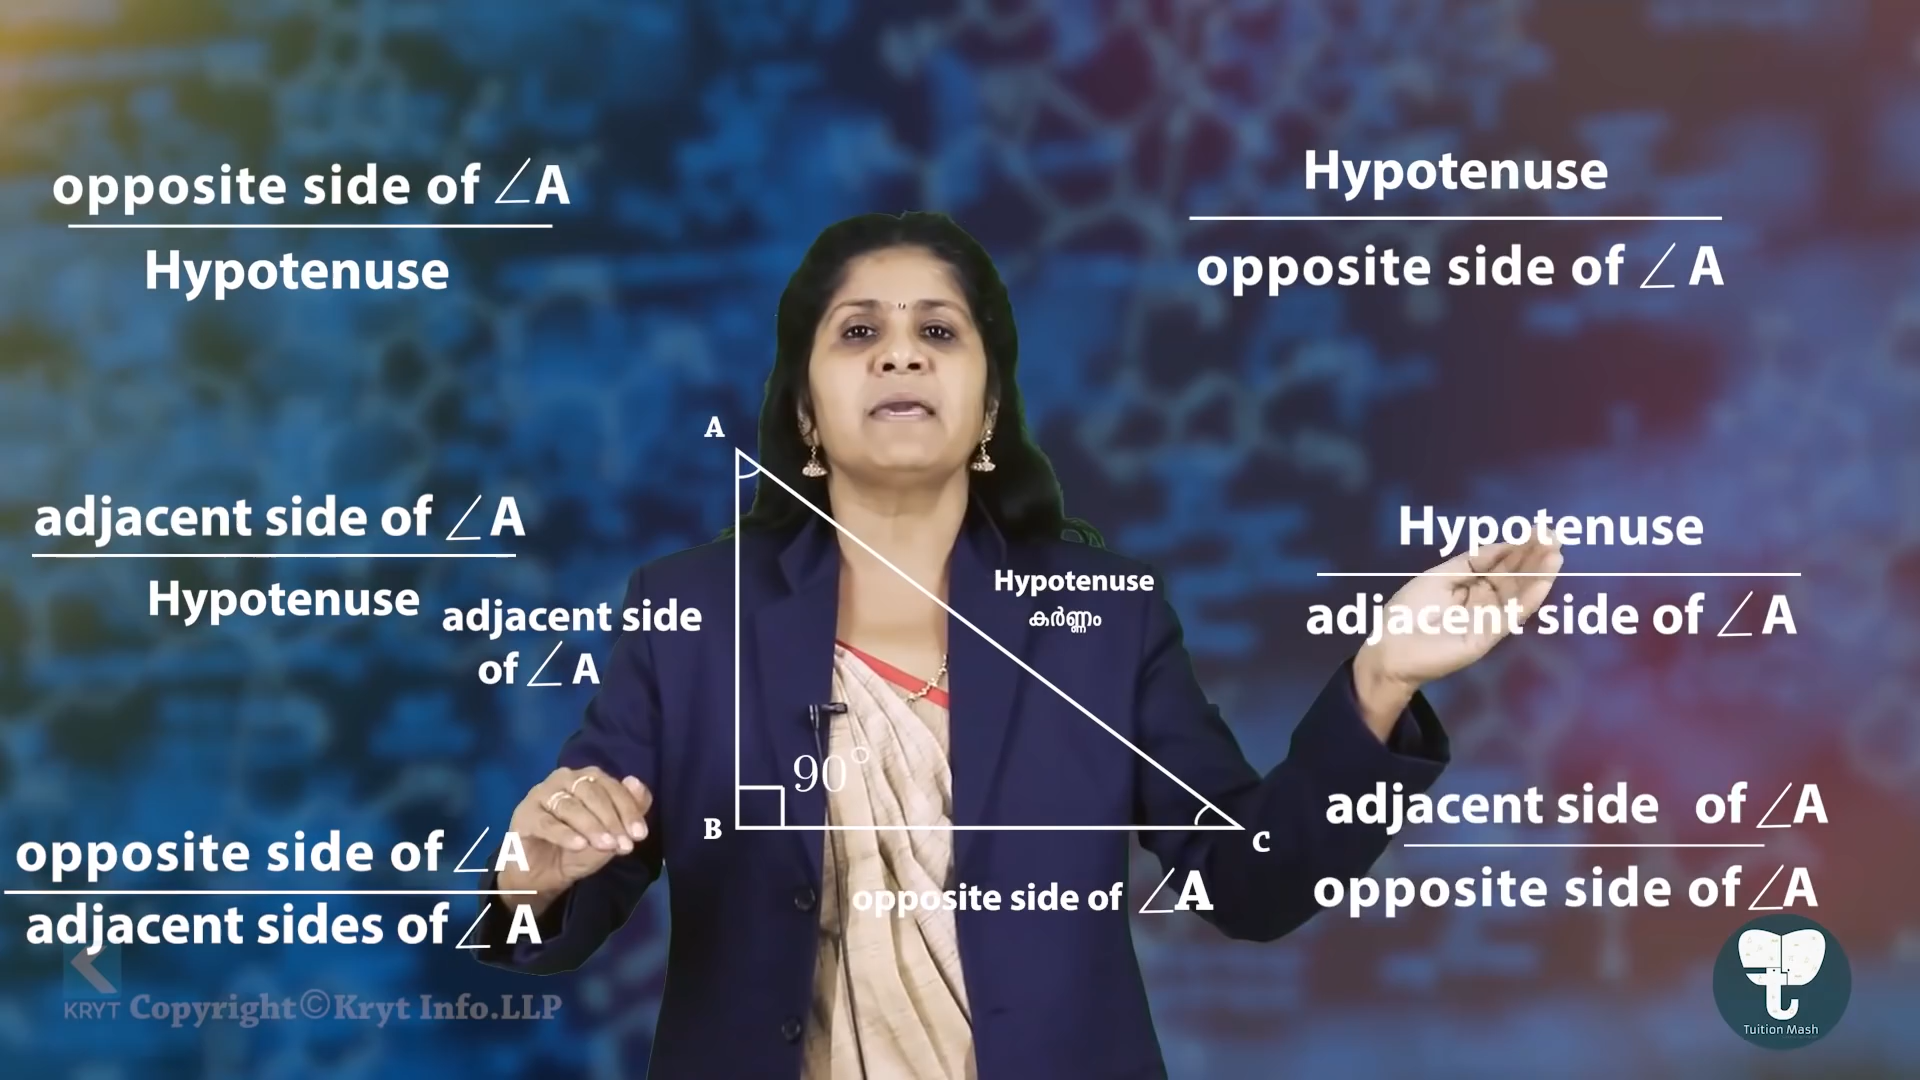 opposite side of ∠A
Hypotenuse
Hypotenuse
opposite side of ∠A
A
adjacent side of ∠A
Hypotenuse
Hypotenuse
adjacent side of ∠A
adjacent side
of ∠A
Hypotenuse
കർണ്ണം
90°
B
C
opposite side of ∠A
opposite side of ∠A
adjacent sides of ∠A
adjacent side of ∠A
opposite side of ∠A
KRYT Copyright©Kryt Info.LLP
Tuition Mash